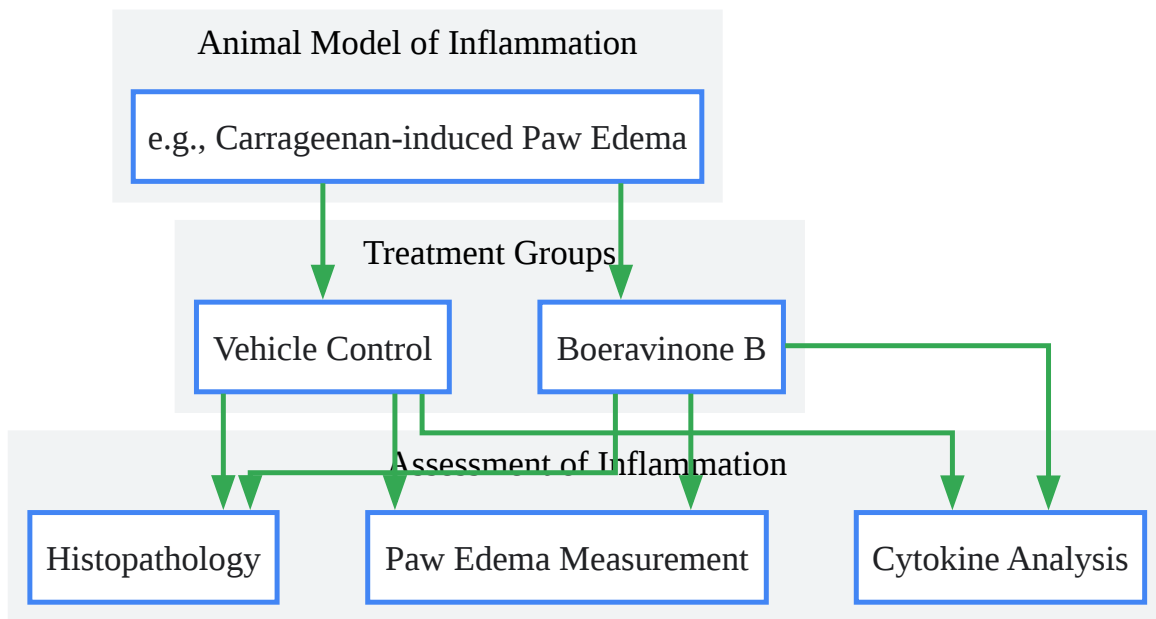 Animal Model of Inflammation
e.g., Carrageenan-induced Paw Edema
Treatment Groups
Vehicle Control
Boeravinone B
Assessment of Inflammation
Histopathology
Paw Edema Measurement
Cytokine Analysis